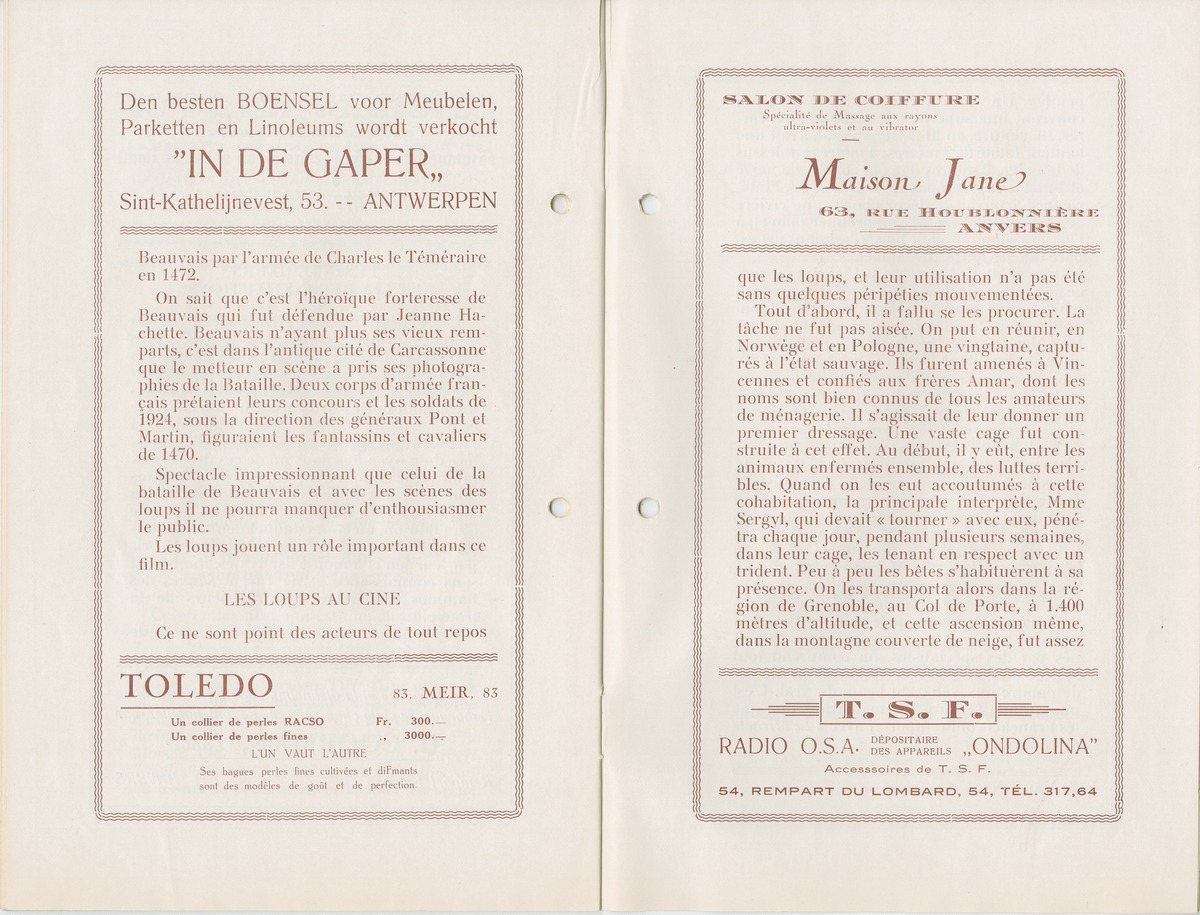 Den besten BOENSEL voor Meubelen,
Parketten en Linoleums wordt verkocht
"IN DE GAPER„
Sint-Kathelijnevest, 53. -- ANTWERPEN
Beauvais par l'armée de Charles le Téméraire
en 1472.
On sait que c'est l'héroïque forteresse de
Beauvais qui fut défendue par Jeanne Ha-
chette. Beauvais n'ayant plus ses vieux rem-
parts, c'est dans l'antique cité de Carcassonne
que le metteur en scène a pris ses photogra-
phies de la Bataille. Deux corps d'armée fran-
çais prêtaient leurs concours et les soldats de
1924, sous la direction des généraux Pont et
Martin, figuraient les fantassins et cavaliers
de 1470.
Spectacle impressionnant que celui de la
bataille de Beauvais et avec les scènes des
loups il ne pourra manquer d'enthousiasmer
le public.
Les loups jouent un rôle important dans ce
film.
LES LOUPS AU CINE
Ce ne sont point des acteurs de tout repos
TOLEDO
83, MEIR, 83
Un collier de perles RACSO Fr. 300.—
Un collier de perles fines „ 3000.—
L'UN VAUT L'AUTRE
Ses bagues perles fines cultivées et diFmants
sont des modèles de goût et de perfection.
SALON DE COIFFURE
Spécialité de Massage aux rayons
ultra-violets et au vibrator
Maison Jane
63, RUE HOUBLONNIÈRE
ANVERS
que les loups, et leur utilisation n'a pas été
sans quelques péripéties mouvementées.
Tout d'abord, il a fallu se les procurer. La
tâche ne fut pas aisée. On put en réunir, en
Norwège et en Pologne, une vingtaine, captu-
rés à l'état sauvage. Ils furent amenés à Vin-
cennes et confiés aux frères Amar, dont les
noms sont bien connus de tous les amateurs
de ménagerie. Il s'agissait de leur donner un
premier dressage. Une vaste cage fut con-
struite à cet effet. Au début, il y eût, entre les
animaux enfermés ensemble, des luttes terri-
bles. Quand on les eut accoutumés à cette
cohabitation, la principale interprète, Mme
Sergyl, qui devait « tourner » avec eux, péné-
tra chaque jour, pendant plusieurs semaines,
dans leur cage, les tenant en respect avec un
trident. Peu à peu les bêtes s'habituèrent à sa
présence. On les transporta alors dans la ré-
gion de Grenoble, au Col de Porte, à 1.400
mètres d'altitude, et cette ascension même,
dans la montagne couverte de neige, fut assez
T. S. F.
RADIO O.S.A. DÉPOSITAIRE DES APPAREILS „ONDOLINA"
Accesssoires de T. S. F.
54, REMPART DU LOMBARD, 54, TÉL. 317,64